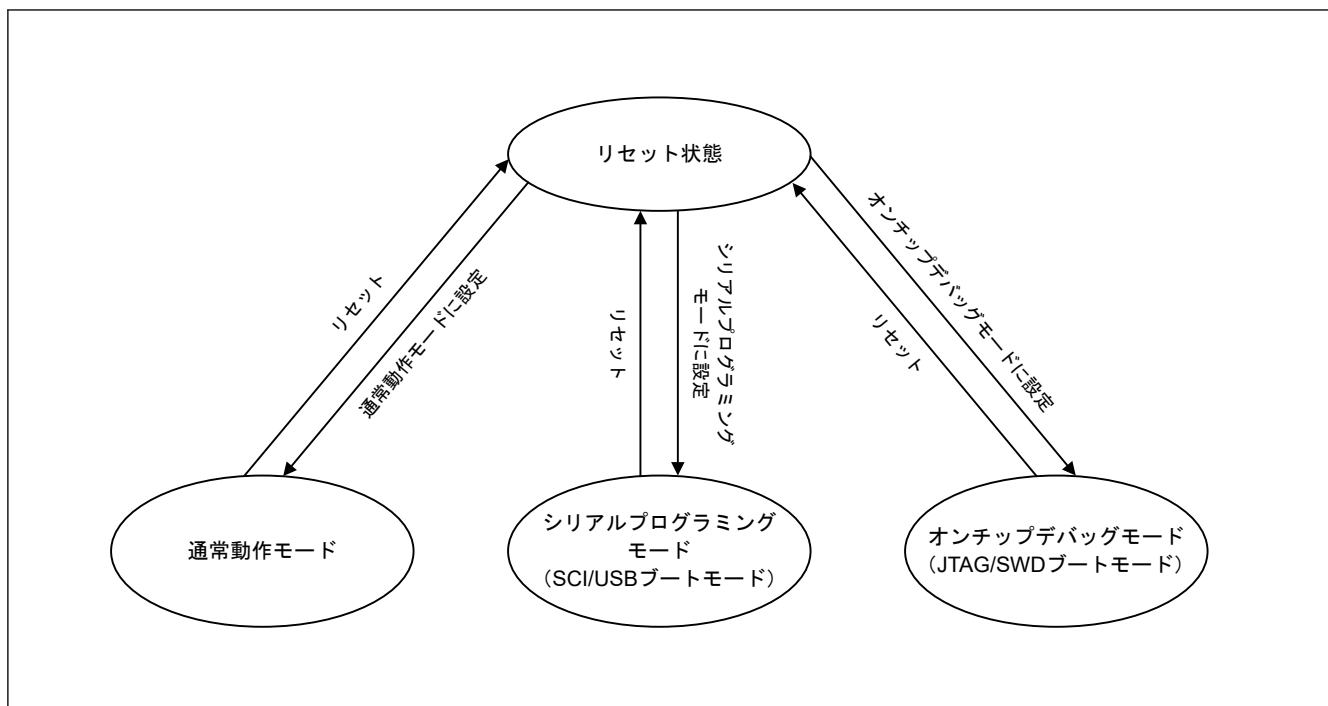 リセット状態
リセット
通常動作モードに設定
リセット
シリアルプログラミング
モードに設定
オンチップデバッグモードに設定
リセット
通常動作モード
シリアルプログラミング
モード
（SCI/USBブートモード）
オンチップデバッグモード
（JTAG/SWDブートモード）